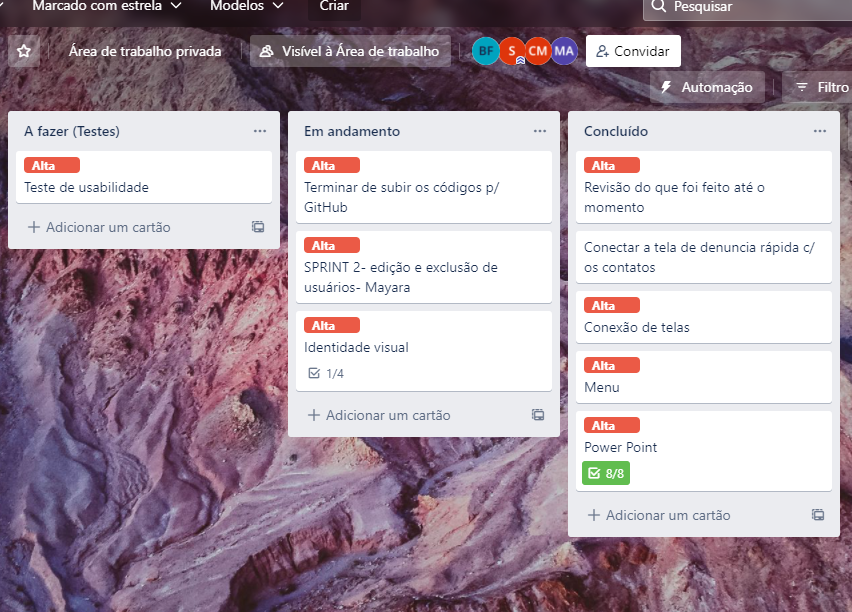 Marcado com estrela
Modelos
Criar
Pesquisar
Área de trabalho privada
Visível à Área de trabalho
BF
S
CM
MA
Convidar
Automação
Filtro
A fazer (Testes)
Alta
Teste de usabilidade
Adicionar um cartão
Em andamento
Alta
Terminar de subir os códigos p/
GitHub
Alta
SPRINT 2- edição e exclusão de
usuários- Mayara
Alta
Identidade visual
1/4
Adicionar um cartão
Concluído
Alta
Revisão do que foi feito até o
momento
Conectar a tela de denuncia rápida c/
os contatos
Alta
Conexão de telas
Alta
Menu
Alta
Power Point
8/8
Adicionar um cartão